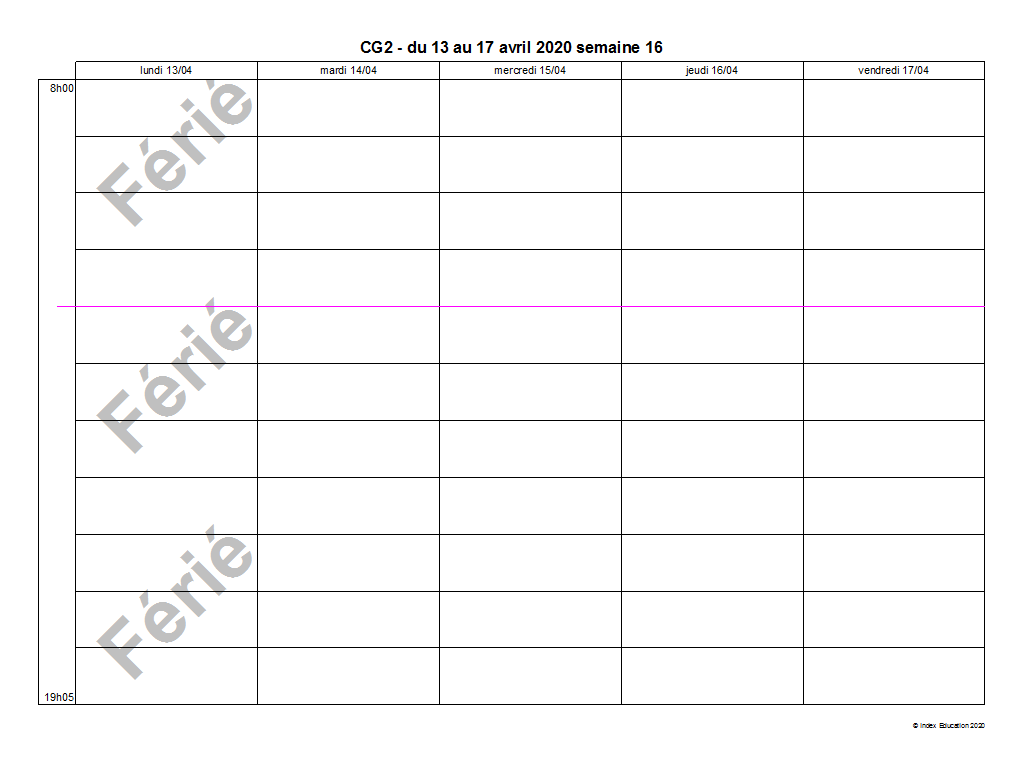 CG2 - du 13 au 17 avril 2020 semaine 16
lundi 13/04 mardi 14/04 mercredi 15/04 jeudi 16/04 vendredi 17/04
8h00
Férié
Férié
Férié
19h05
© Index Education 2020